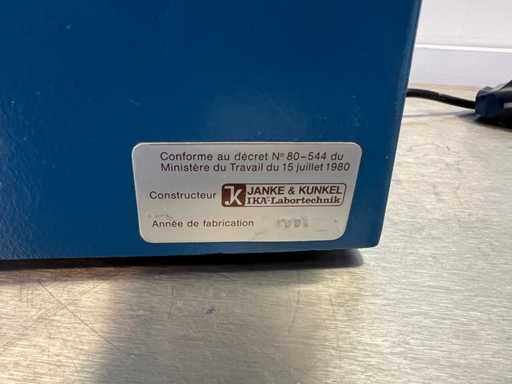 Conforme au décret N° 80-544 du
Ministère du Travail du 15 juillet 1980
Constructeur JK JANKE & KUNKEL
IKA-Labortechnik
Année de fabrication